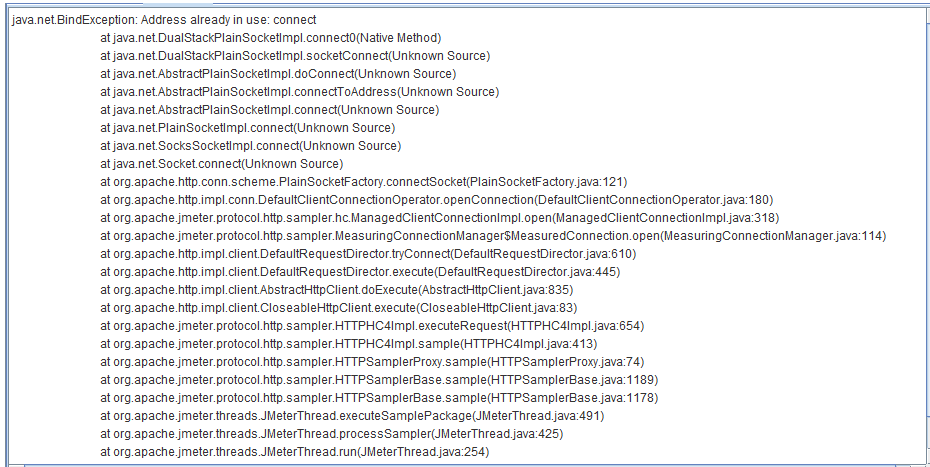 java.net.BindException: Address already in use: connect
at java.net.DualStackPlainSocketImpl.connect0(Native Method)
at java.net.DualStackPlainSocketImpl.socketConnect(Unknown Source)
at java.net.AbstractPlainSocketImpl.doConnect(Unknown Source)
at java.net.AbstractPlainSocketImpl.connectToAddress(Unknown Source)
at java.net.AbstractPlainSocketImpl.connect(Unknown Source)
at java.net.PlainSocketImpl.connect(Unknown Source)
at java.net.SocksSocketImpl.connect(Unknown Source)
at java.net.Socket.connect(Unknown Source)
at org.apache.http.conn.scheme.PlainSocketFactory.connectSocket(PlainSocketFactory.java:121)
at org.apache.http.impl.conn.DefaultClientConnectionOperator.openConnection(DefaultClientConnectionOperator.java:180)
at org.apache.jmeter.protocol.http.sampler.hc.ManagedClientConnectionImpl.open(ManagedClientConnectionImpl.java:318)
at org.apache.jmeter.protocol.http.sampler.MeasuringConnectionManager$MeasuredConnection.open(MeasuringConnectionManager.java:114)
at org.apache.http.impl.client.DefaultRequestDirector.tryConnect(DefaultRequestDirector.java:610)
at org.apache.http.impl.client.DefaultRequestDirector.execute(DefaultRequestDirector.java:445)
at org.apache.http.impl.client.AbstractHttpClient.doExecute(AbstractHttpClient.java:835)
at org.apache.http.impl.client.CloseableHttpClient.execute(CloseableHttpClient.java:83)
at org.apache.jmeter.protocol.http.sampler.HTTPHC4Impl.executeRequest(HTTPHC4Impl.java:654)
at org.apache.jmeter.protocol.http.sampler.HTTPHC4Impl.sample(HTTPHC4Impl.java:413)
at org.apache.jmeter.protocol.http.sampler.HTTPSamplerProxy.sample(HTTPSamplerProxy.java:74)
at org.apache.jmeter.protocol.http.sampler.HTTPSamplerBase.sample(HTTPSamplerBase.java:1189)
at org.apache.jmeter.protocol.http.sampler.HTTPSamplerBase.sample(HTTPSamplerBase.java:1178)
at org.apache.jmeter.threads.JMeterThread.executeSamplePackage(JMeterThread.java:491)
at org.apache.jmeter.threads.JMeterThread.processSampler(JMeterThread.java:425)
at org.apache.jmeter.threads.JMeterThread.run(JMeterThread.java:254)